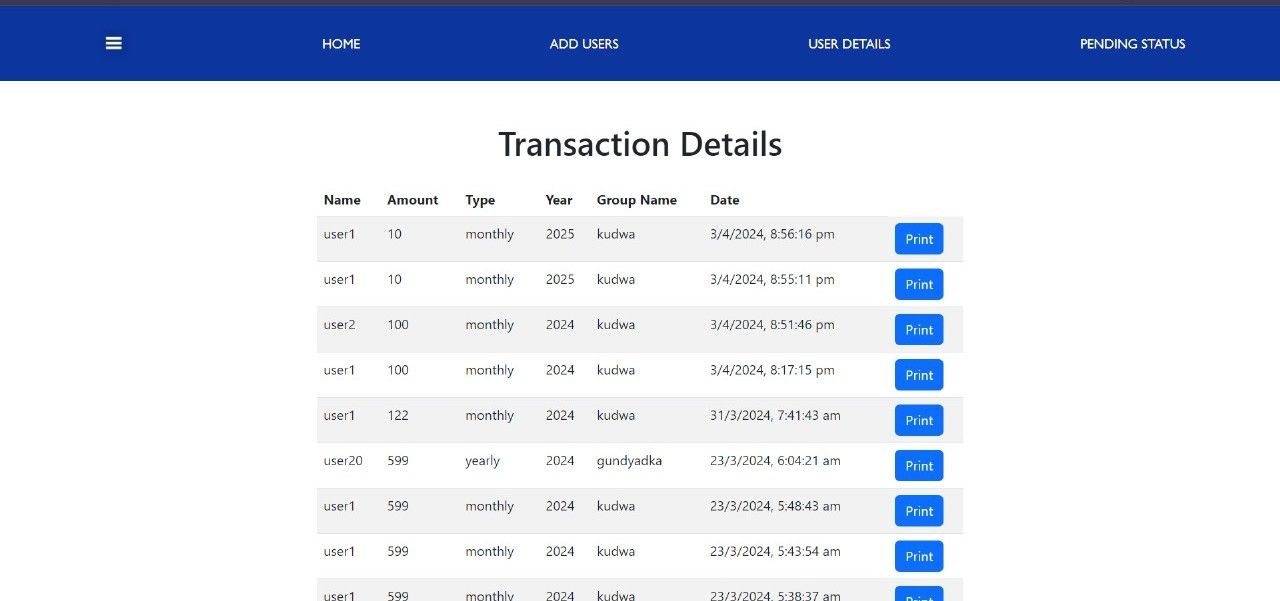 HOME ADD USERS USER DETAILS PENDING STATUS
Transaction Details
Name Amount Type Year Group Name Date
user1 10 monthly 2025 kudwa 3/4/2024, 8:56:16 pm Print
user1 10 monthly 2025 kudwa 3/4/2024, 8:55:11 pm Print
user2 100 monthly 2024 kudwa 3/4/2024, 8:51:46 pm Print
user1 100 monthly 2024 kudwa 3/4/2024, 8:17:15 pm Print
user1 122 monthly 2024 kudwa 31/3/2024, 7:41:43 am Print
user20 599 yearly 2024 gundyadka 23/3/2024, 6:04:21 am Print
user1 599 monthly 2024 kudwa 23/3/2024, 5:48:43 am Print
user1 599 monthly 2024 kudwa 23/3/2024, 5:43:54 am Print
user1 599 monthly 2024 kudwa 23/3/2024, 5:38:37 am Print